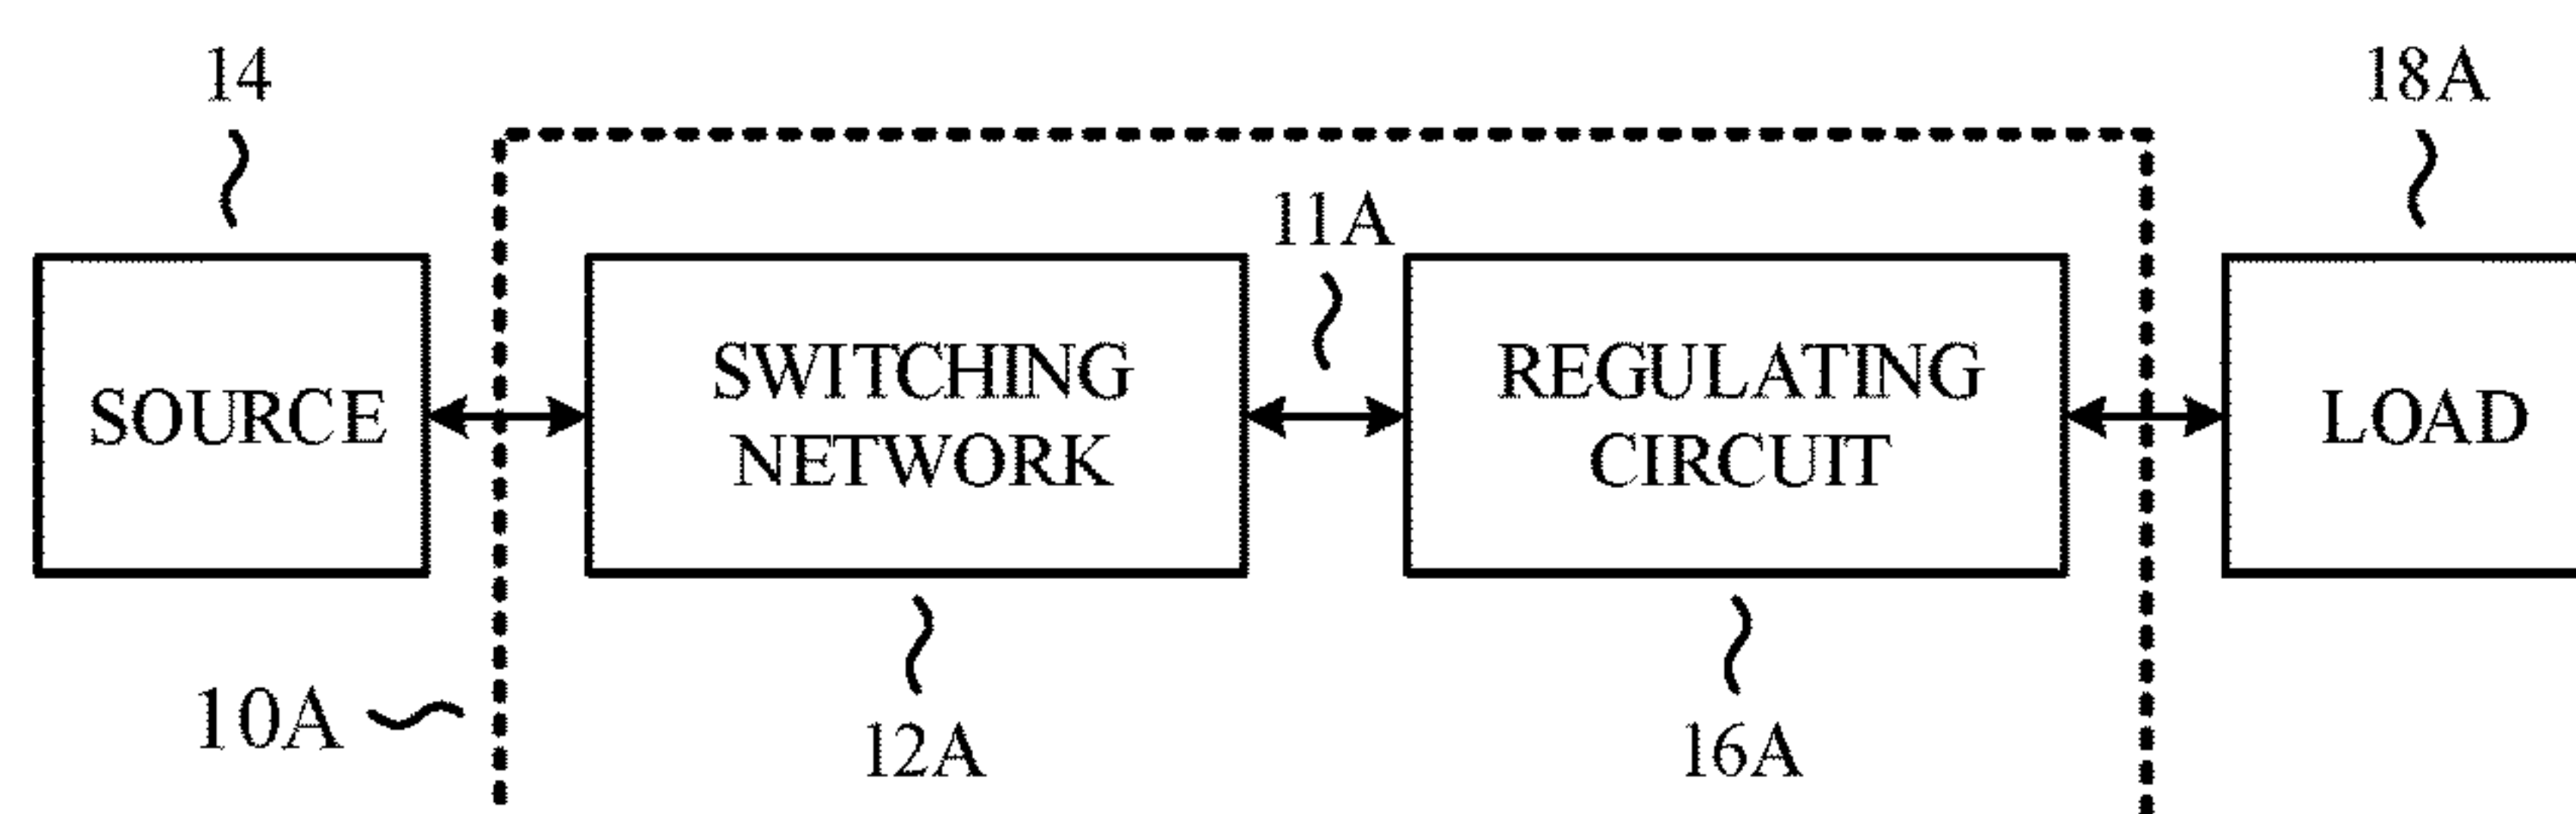 14
18A
11A
SOURCE
SWITCHING
NETWORK
REGULATING
CIRCUIT
LOAD
10A
12A
16A